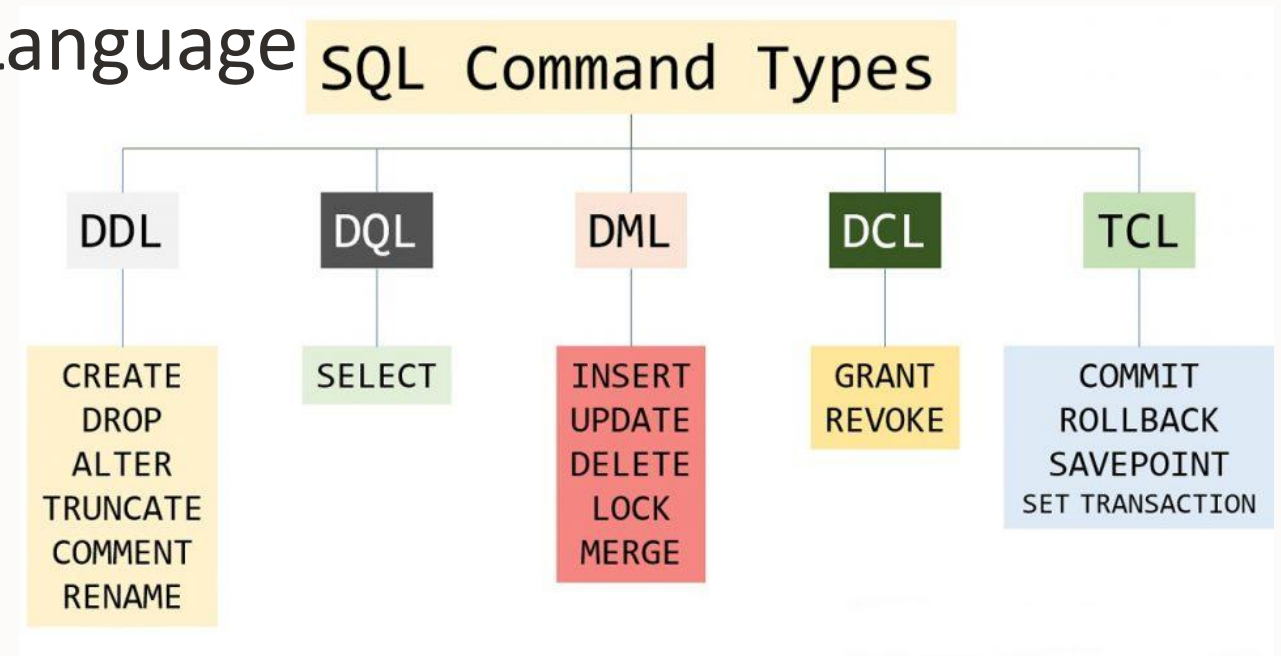 Language
SQL Command Types
DDL
DQL
DML
DCL
TCL
CREATE
DROP
ALTER
TRUNCATE
COMMENT
RENAME
SELECT
INSERT
UPDATE
DELETE
LOCK
MERGE
GRANT
REVOKE
COMMIT
ROLLBACK
SAVEPOINT
SET TRANSACTION